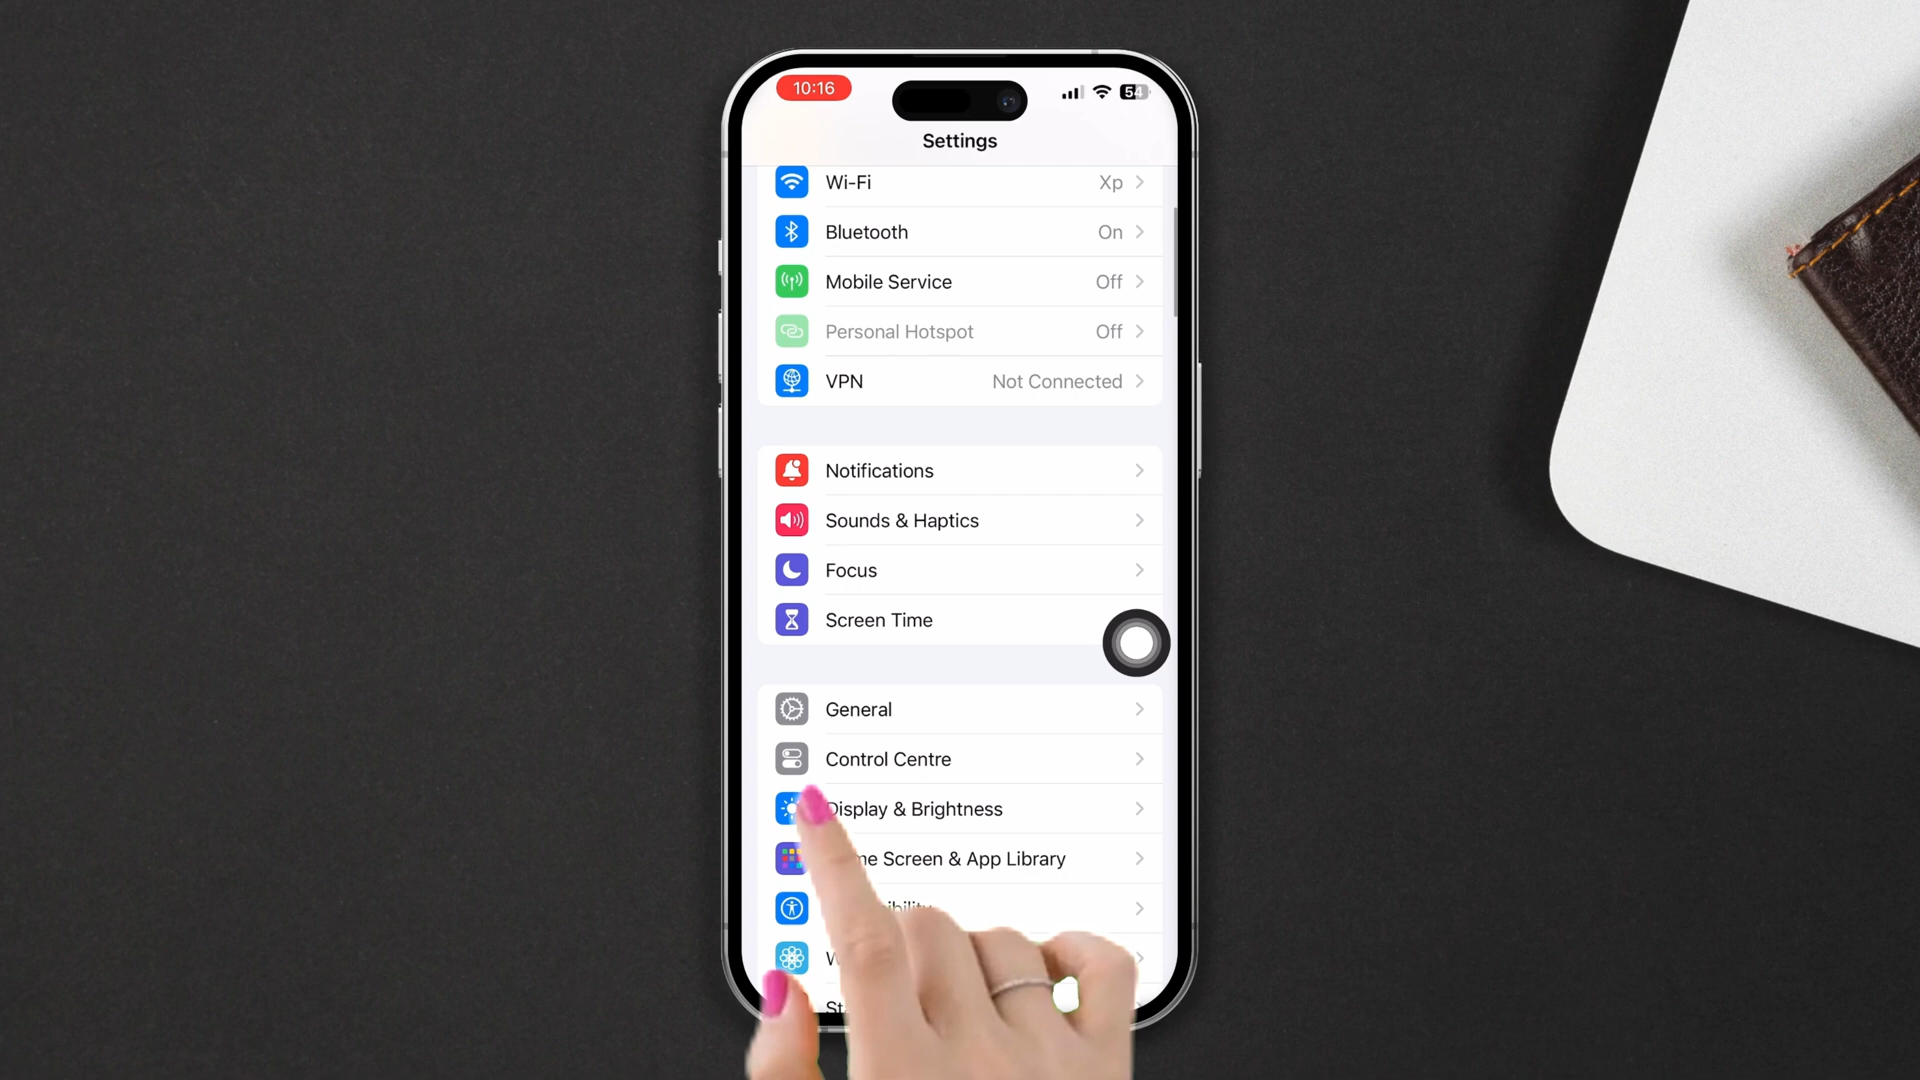 10:16
54
Settings
Wi-Fi Xp
Bluetooth On
Mobile Service Off
Personal Hotspot Off
VPN Not Connected
Notifications
Sounds & Haptics
Focus
Screen Time
General
Control Centre
Display & Brightness
Screen & App Library